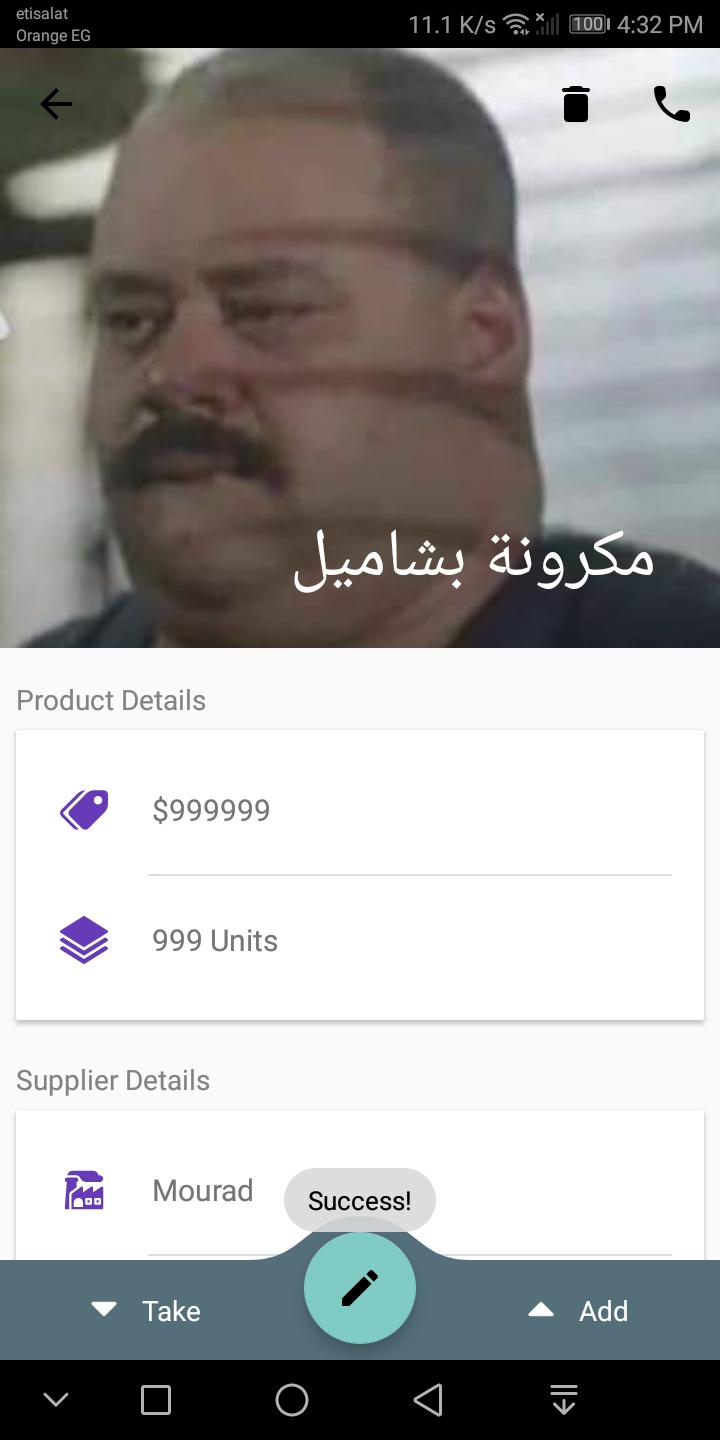 etisalat
Orange EG
11.1 K/s 100 4:32 PM
مكرونة بشاميل
Product Details
$999999
999 Units
Supplier Details
Mourad
Success!
Take
Add